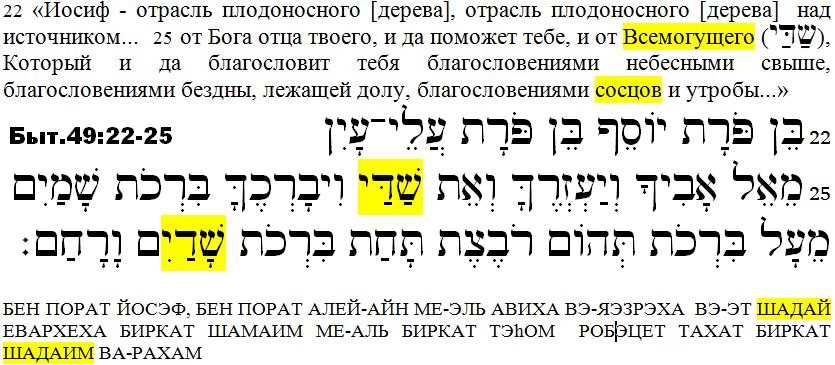 22 «Иосиф - отрасль плодоносного [дерева], отрасль плодоносного [дерева] над
источником... 25 от Бога отца твоего, и да поможет тебе, и от Всемогущего (שַׁדַּי),
Который и да благословит тебя благословениями небесными свыше,
благословениями бездны, лежащей долу, благословениями сосцов и утробы...»
Быт.49:22-25
22 בֵּן פֹּרָת יוֹסֵף בֵּן פֹּרָת עֲלֵי־עָיִן
25 מֵאֵל אָבִיךָ וְיַעְזְרֶךָּ וְאֵת שַׁדַּי וִיבָרְכֶךָּ בִּרְכֹת שָׁמַיִם
מֵעָל בִּרְכֹת תְּהוֹם רֹבֶצֶת תָּחַת בִּרְכֹת שָׁדַיִם וָרָחַם׃
БЕН ПОРАТ ЙОСЭФ, БЕН ПОРАТ АЛЕЙ-АЙН МЕ-ЭЛЬ АВИХА ВЭ-ЯЭЗРЭХА ВЭ-ЭТ ШАДАЙ
ЕВАРХЕХА БИРКАТ ШАМАИМ МЕ-АЛЬ БИРКАТ ТЭhОМ РОБЭЦЕТ ТАХАТ БИРКАТ
ШАДАИМ ВА-РАХАМ